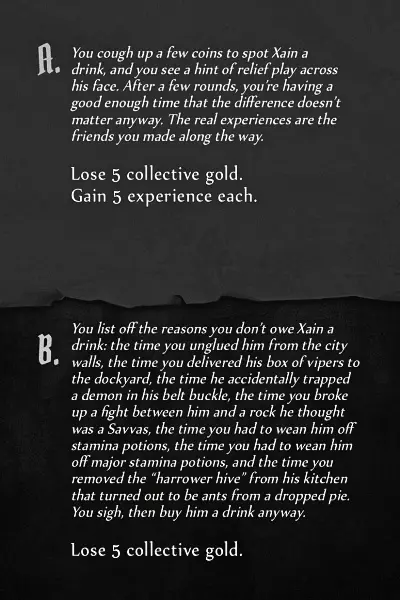 A.
You cough up a few coins to spot Xain a
drink, and you see a hint of relief play across
his face. After a few rounds, you're having a
good enough time that the difference doesn't
matter anyway. The real experiences are the
friends you made along the way.
Lose 5 collective gold.
Gain 5 experience each.
B.
You list off the reasons you don't owe Xain a
drink: the time you unglued him from the city
walls, the time you delivered his box of vipers to
the dockyard, the time he accidentally trapped
a demon in his belt buckle, the time you broke
up a fight between him and a rock he thought
was a Savvas, the time you had to wean him off
stamina potions, the time you had to wean him
off major stamina potions, and the time you
removed the “harrower hive” from his kitchen
that turned out to be ants from a dropped pie.
You sigh, then buy him a drink anyway.
Lose 5 collective gold.